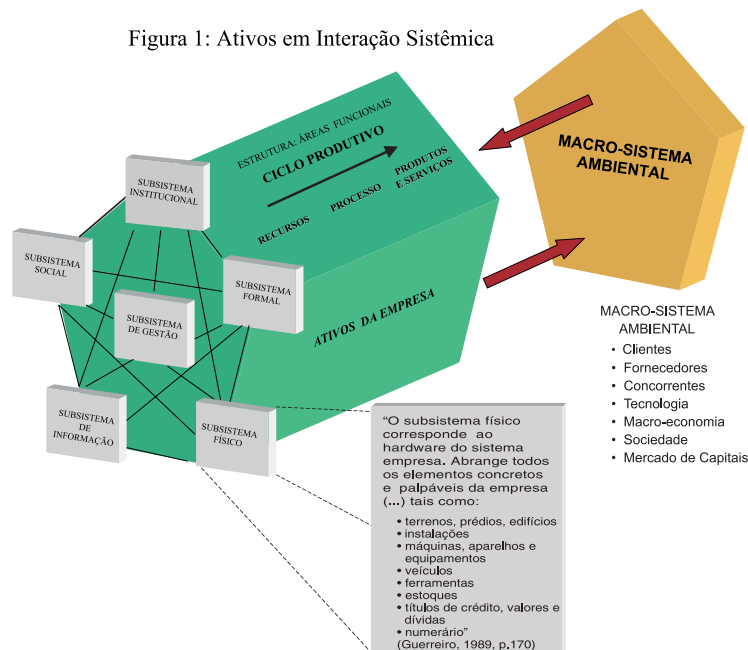 Figura 1: Ativos em Interação Sistêmica
ESTRUTURA: ÁREAS FUNCIONAIS
CICLO PRODUTIVO
RECURSOS
PROCESSO
PRODUTOS
E SERVIÇOS
ATIVOS DA EMPRESA
SUBSISTEMA
INSTITUCIONAL
SUBSISTEMA
SOCIAL
SUBSISTEMA
FORMAL
SUBSISTEMA
DE GESTÃO
SUBSISTEMA
DE
INFORMAÇÃO
SUBSISTEMA
FÍSICO
MACRO-SISTEMA
AMBIENTAL
MACRO-SISTEMA
AMBIENTAL
• Clientes
• Fornecedores
• Concorrentes
• Tecnologia
• Macro-economia
• Sociedade
• Mercado de Capitais
“O subsistema físico
corresponde ao
hardware do sistema
empresa. Abrange todos
os elementos concretos
e palpáveis da empresa
(...) tais como:
• terrenos, prédios, edifícios
• instalações
• máquinas, aparelhos e
equipamentos
• veículos
• ferramentas
• estoques
• títulos de crédito, valores e
dívidas
• numerário”
(Guerreiro, 1989, p.170)